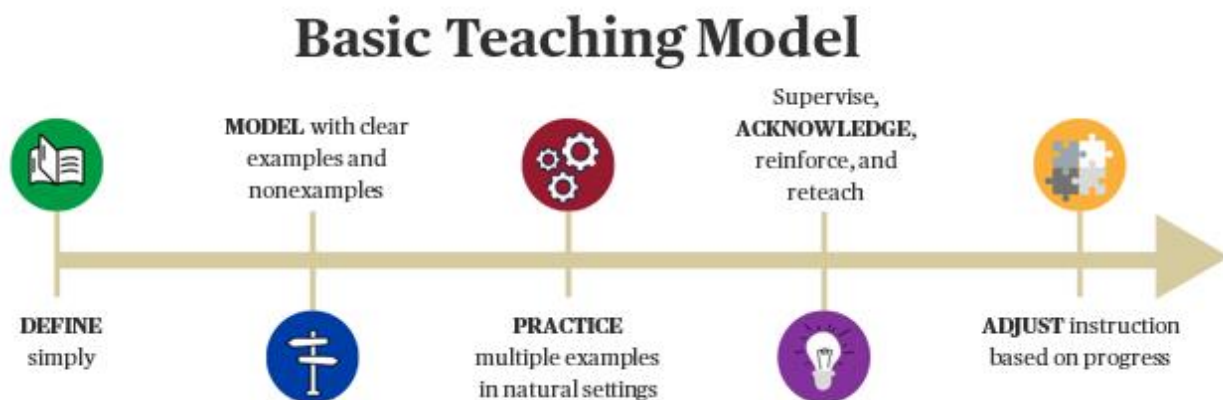 Basic Teaching Model
DEFINE
simply
MODEL with clear
examples and
nonexamples
PRACTICE
multiple examples
in natural settings
Supervise,
ACKNOWLEDGE,
reinforce, and
reteach
ADJUST instruction
based on progress